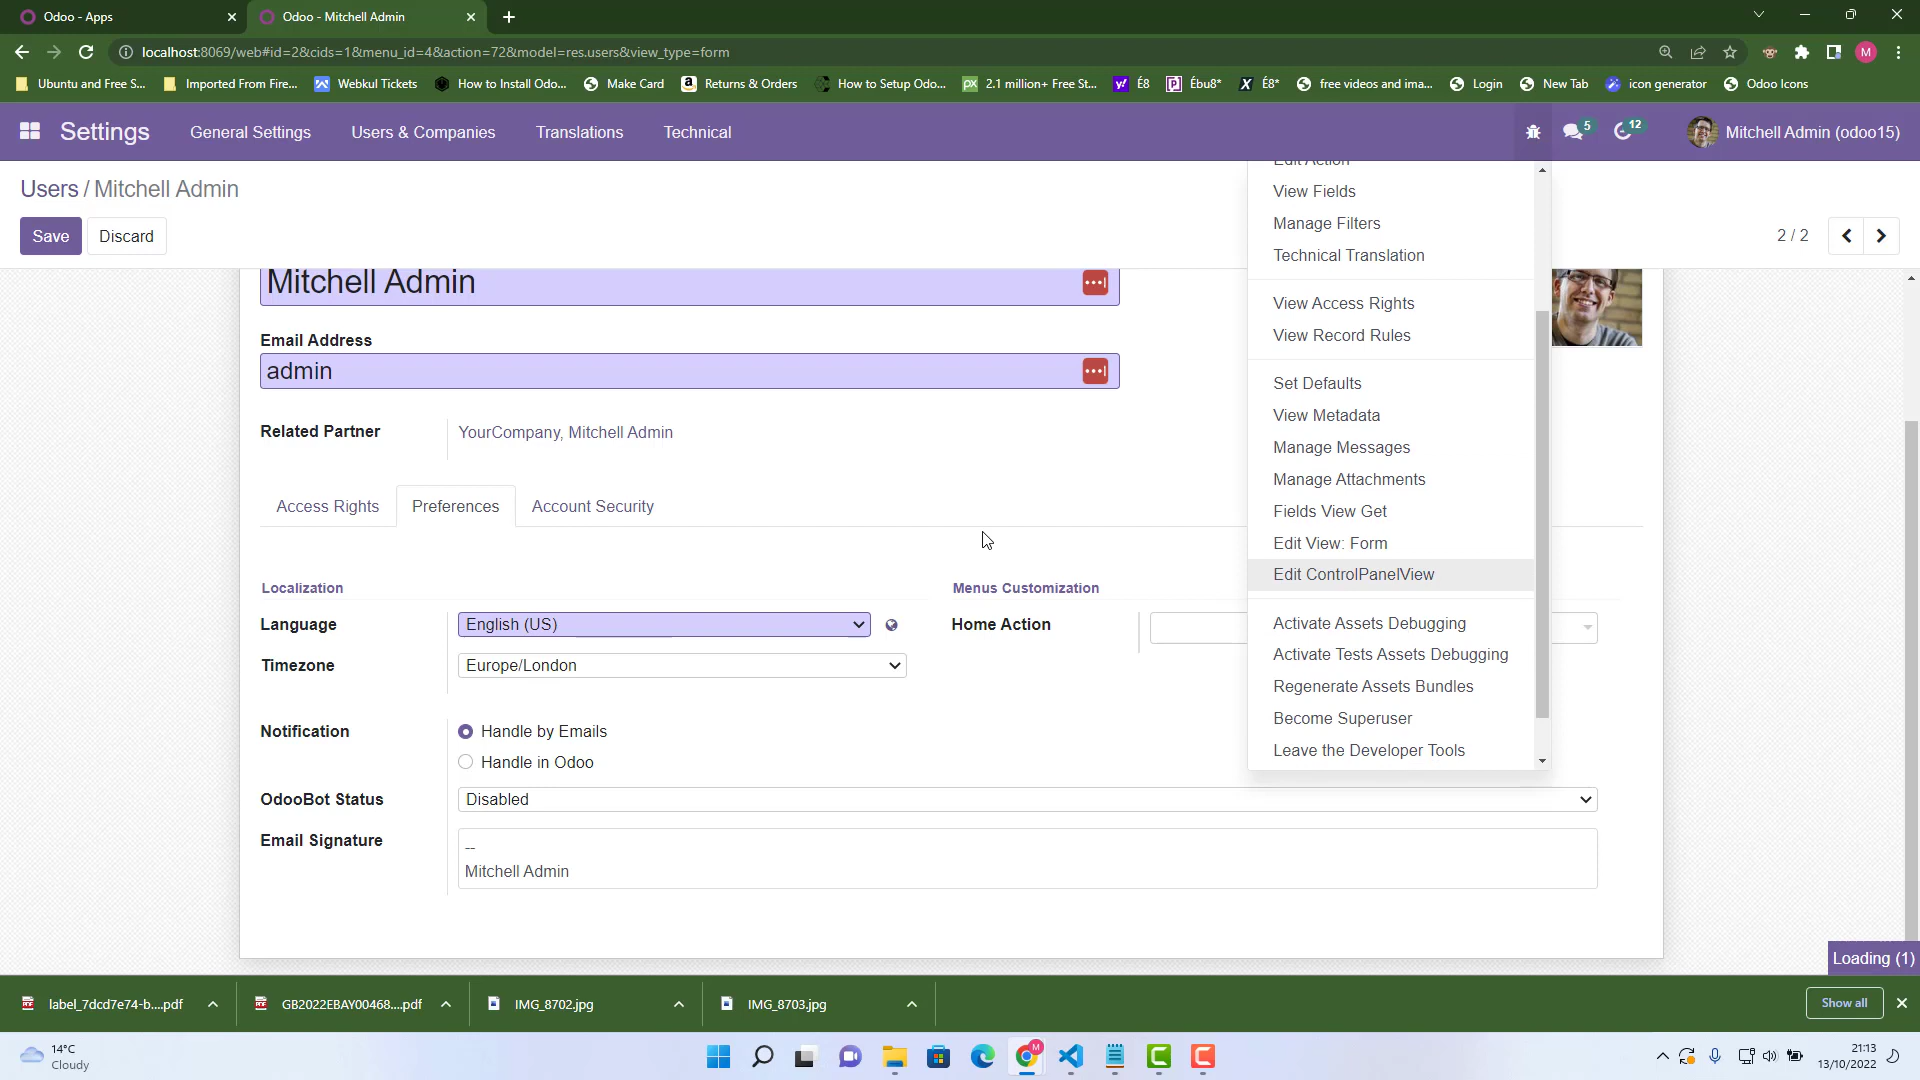 Odoo - Apps
Odoo - Mitchell Admin
localhost:8069/web#id=2&cids=1&menu_id=4&action=72&model=res.users&view_type=form
M
Ubuntu and Free S...
Imported From Fire...
Webkul Tickets
How to Install Odo...
Make Card
Returns & Orders
How to Setup Odo...
2.1 million+ Free St...
É8
Ébu8*
É8*
free videos and ima...
Login
New Tab
icon generator
Odoo Icons
Settings
General Settings
Users & Companies
Translations
Technical
5
12
Mitchell Admin (odoo15)
Users / Mitchell Admin
Save
Discard
2 / 2
Edit Action
View Fields
Manage Filters
Technical Translation
View Access Rights
View Record Rules
Set Defaults
View Metadata
Manage Messages
Manage Attachments
Fields View Get
Edit View: Form
Edit ControlPanelView
Activate Assets Debugging
Activate Tests Assets Debugging
Regenerate Assets Bundles
Become Superuser
Leave the Developer Tools
Mitchell Admin
Email Address
admin
Related Partner
YourCompany, Mitchell Admin
Access Rights
Preferences
Account Security
Localization
Menus Customization
Language
English (US)
Home Action
Timezone
Europe/London
Notification
Handle by Emails
Handle in Odoo
OdooBot Status
Disabled
Email Signature
--
Mitchell Admin
Loading (1)
label_7dcd7e74-b....pdf
GB2022EBAY00468....pdf
IMG_8702.jpg
IMG_8703.jpg
Show all
14°C
Cloudy
M
21:13
13/10/2022